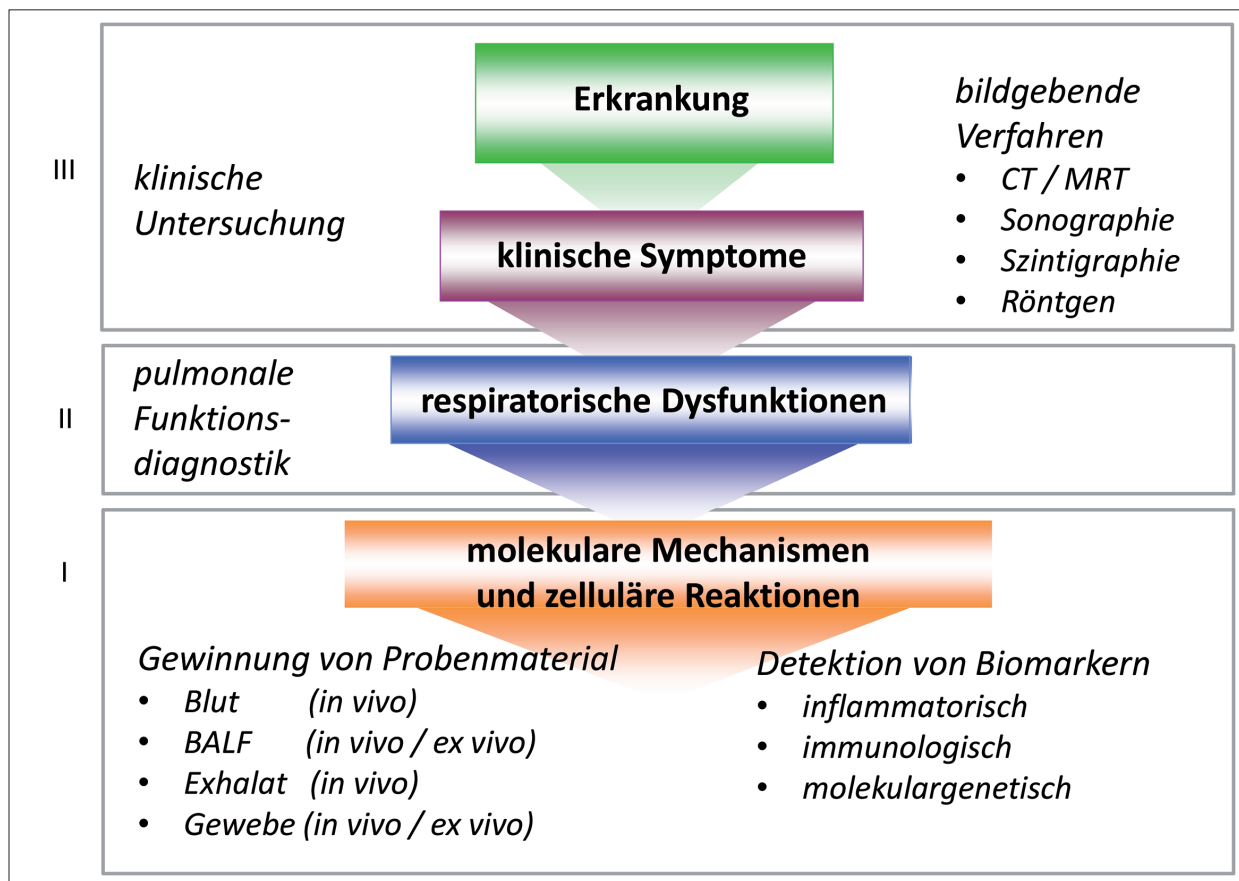 III
klinische
Untersuchung
Erkrankung
klinische Symptome
bildgebende
Verfahren
• CT / MRT
• Sonographie
• Szintigraphie
• Röntgen
II
pulmonale
Funktions-
diagnostik
respiratorische Dysfunktionen
I
molekulare Mechanismen
und zelluläre Reaktionen
Gewinnung von Probenmaterial
• Blut (in vivo)
• BALF (in vivo / ex vivo)
• Exhalat (in vivo)
• Gewebe (in vivo / ex vivo)
Detektion von Biomarkern
• inflammatorisch
• immunologisch
• molekulargenetisch